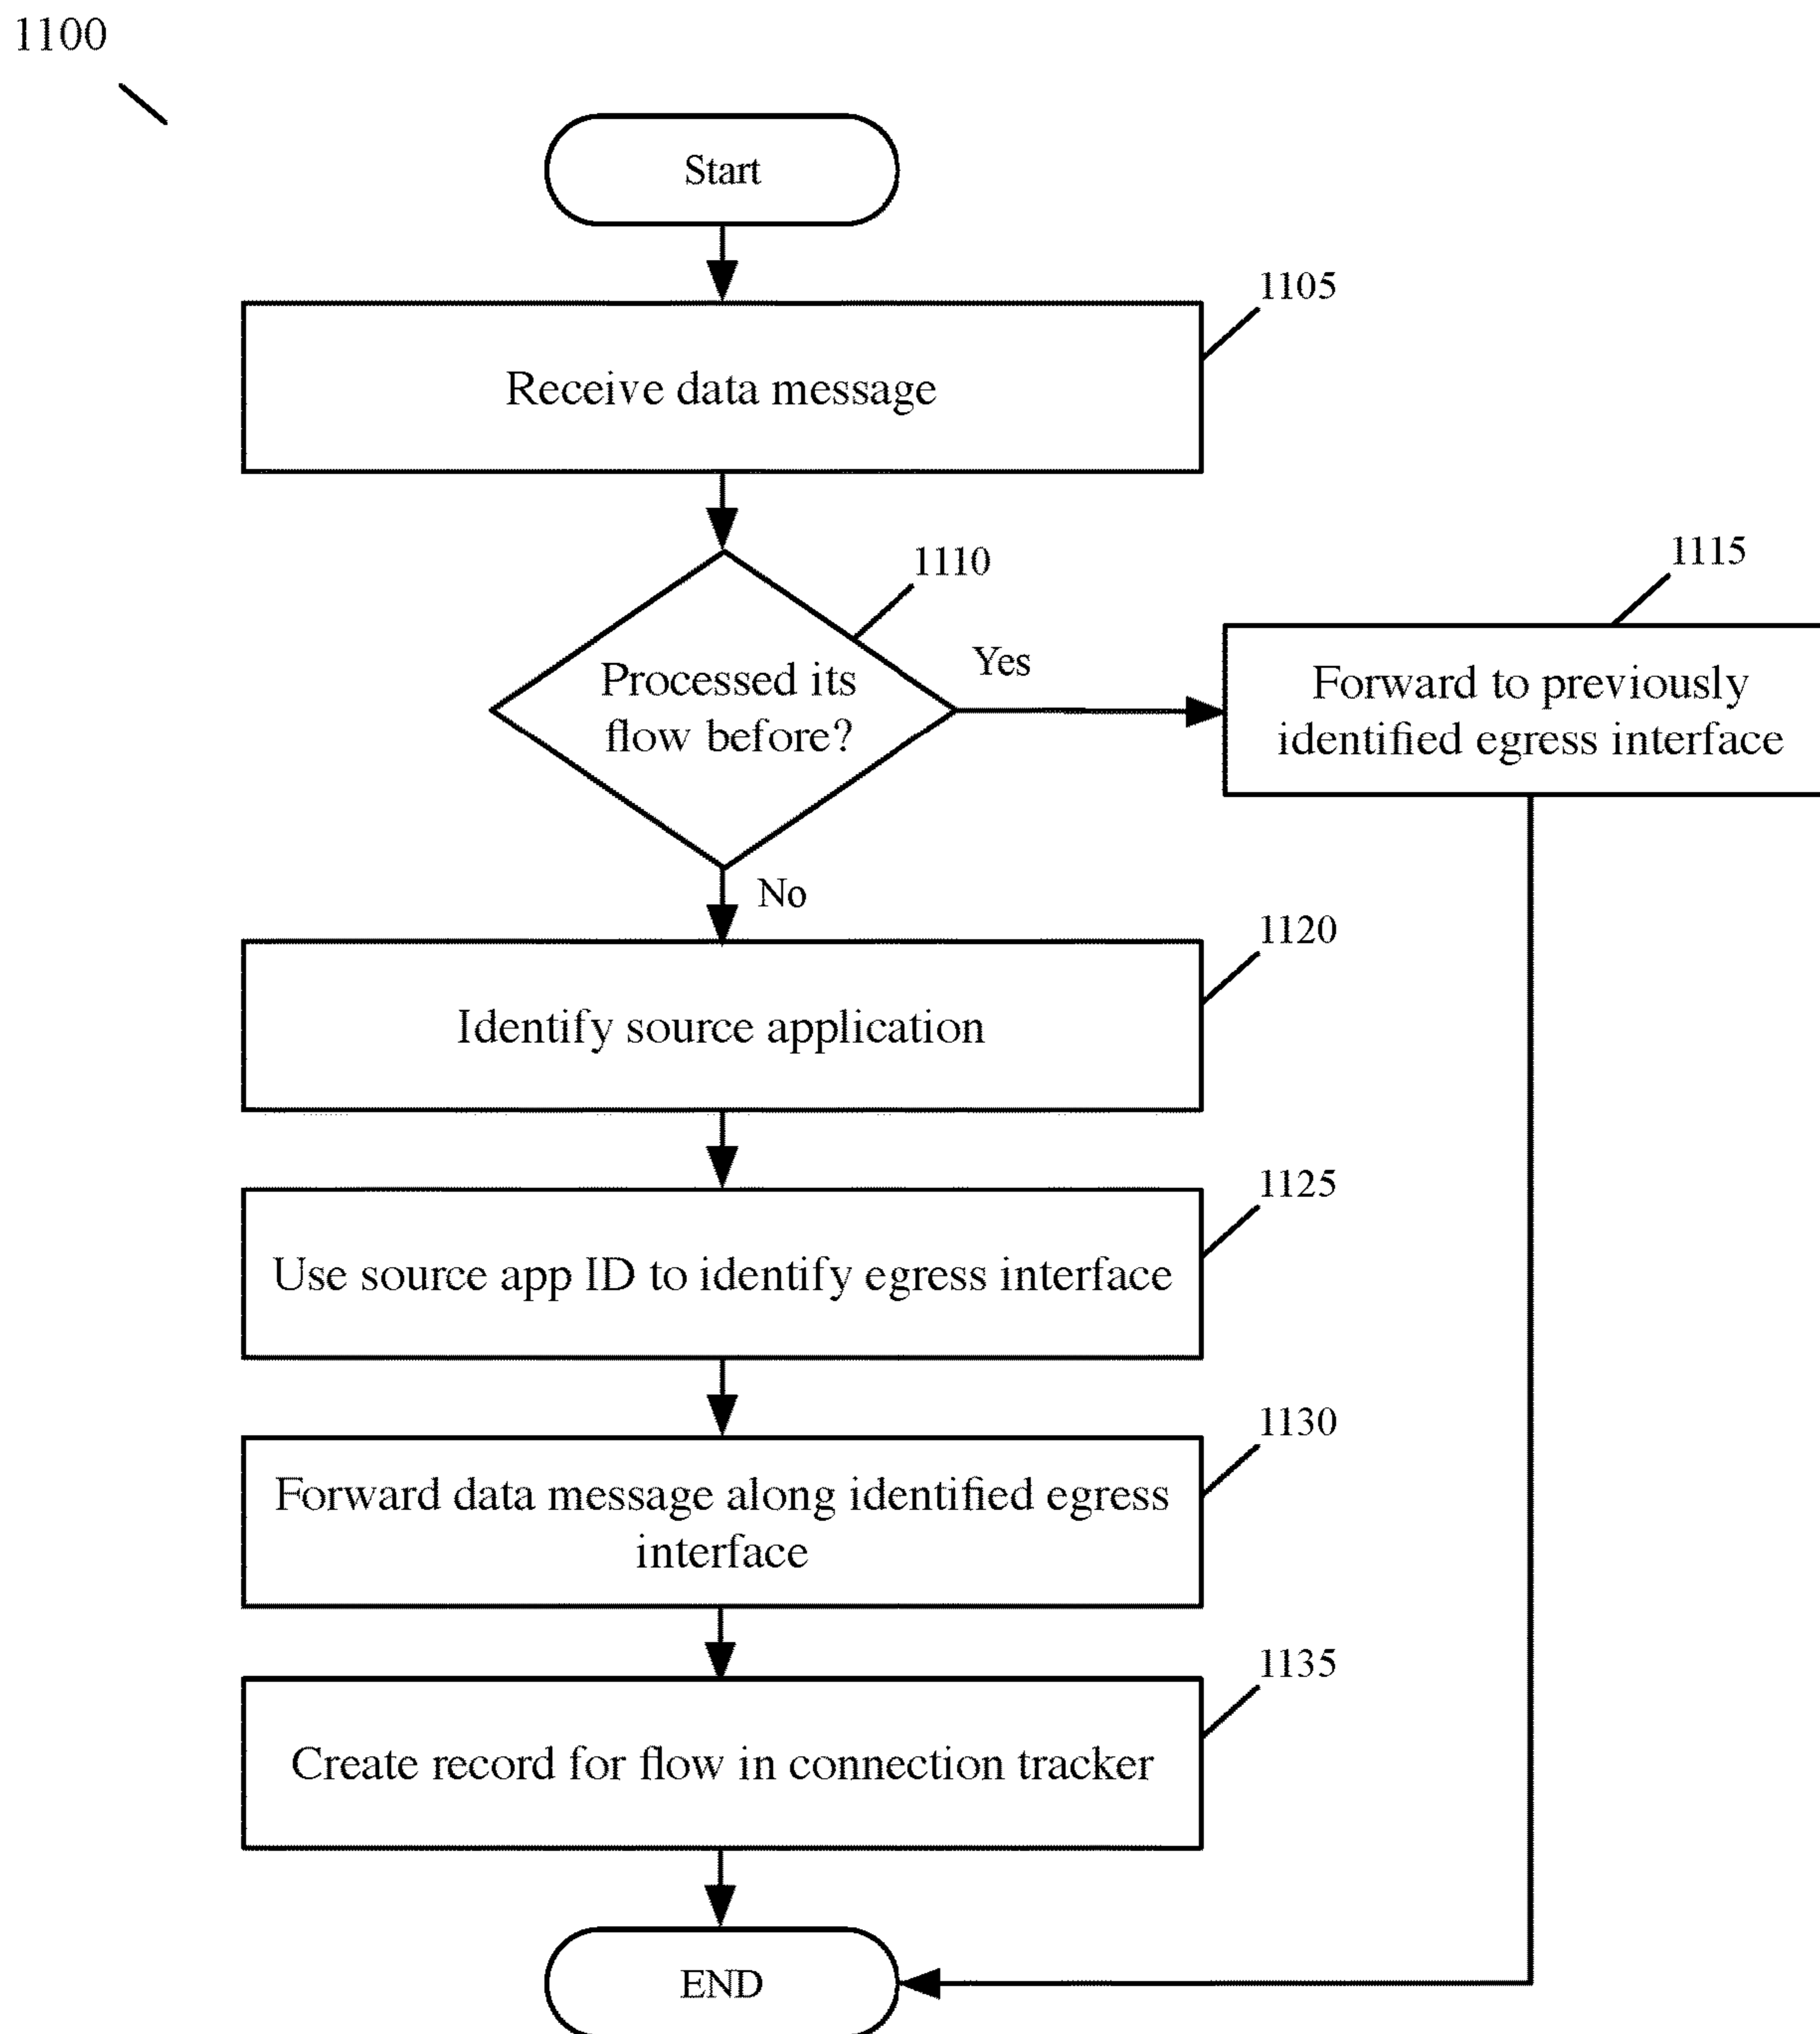 1100
Start
1105
Receive data message
1110
Processed its
flow before?
Yes
1115
Forward to previously
identified egress interface
No
1120
Identify source application
1125
Use source app ID to identify egress interface
1130
Forward data message along identified egress
interface
1135
Create record for flow in connection tracker
END